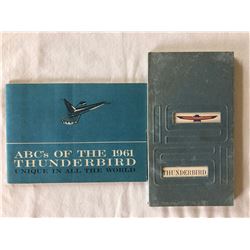 ABC's OF THE 1961
THUNDERBIRD
UNIQUE IN ALL THE WORLD
THUNDERBIRD